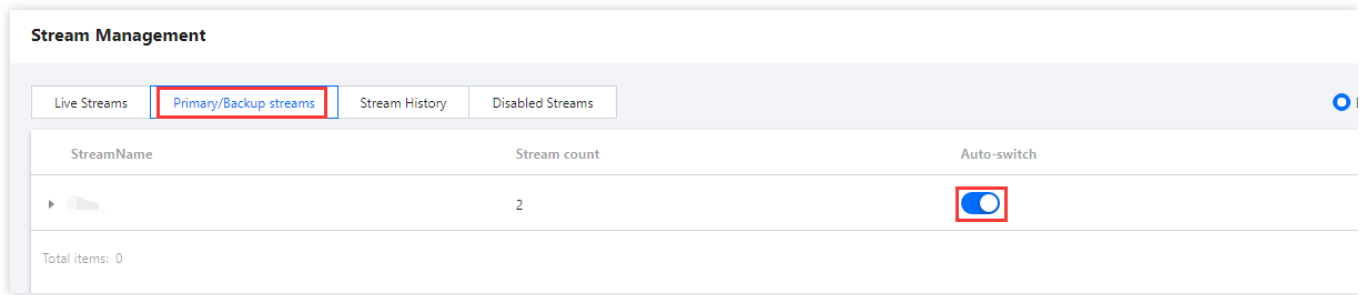 Stream Management
Live Streams Primary/Backup streams Stream History Disabled Streams
StreamName Stream count Auto-switch
2
Total items: 0